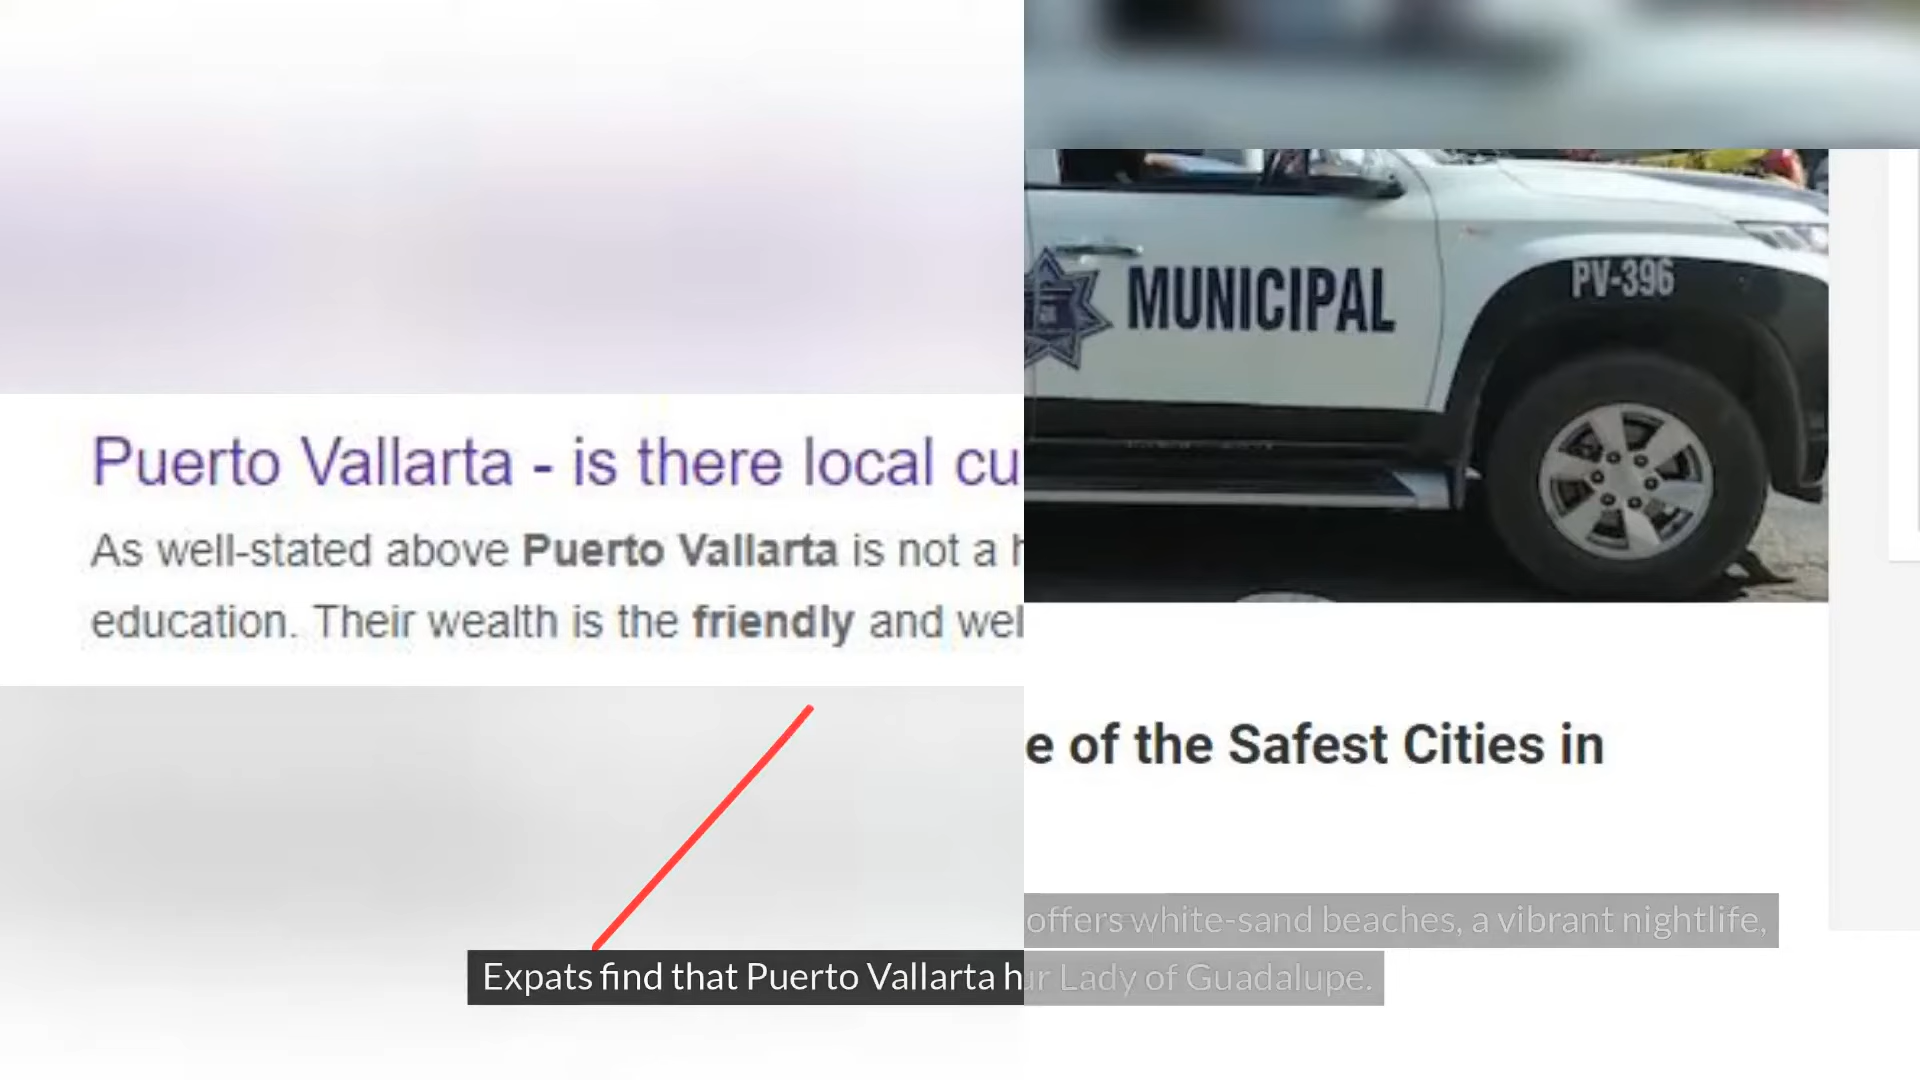 Puerto Vallarta - is there local cu
As well-stated above Puerto Vallarta is not a
education. Their wealth is the friendly and wel
MUNICIPAL
PV-396
e of the Safest Cities in
offers white-sand beaches, a vibrant nightlife,
Expats find that Puerto Vallarta h
ur Lady of Guadalupe.